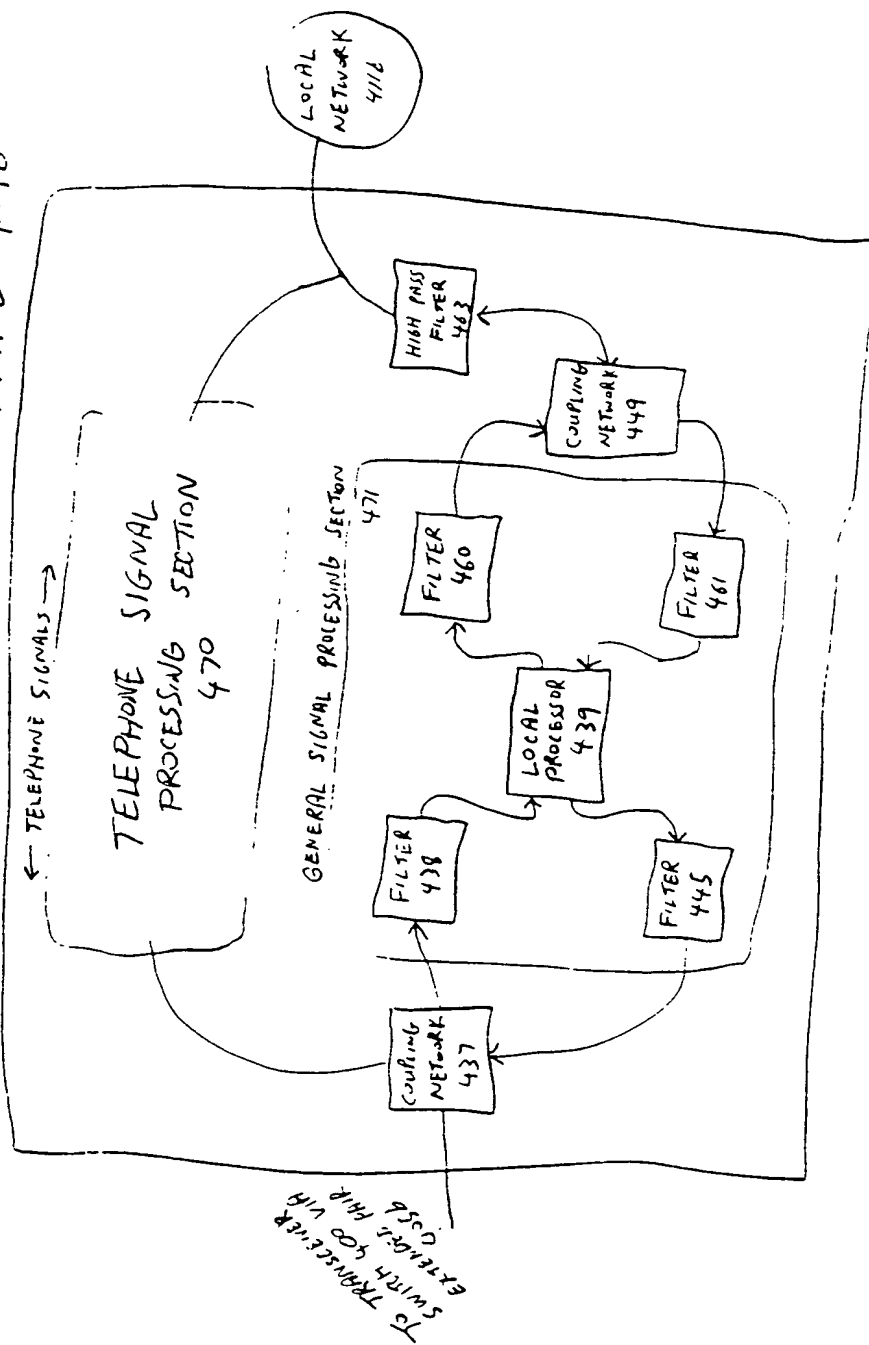 ← TELEPHONE SIGNALS →
TELEPHONE SIGNAL
PROCESSING SECTION
470
GENERAL SIGNAL PROCESSING SECTION
471
LOCAL
NETWORK
411b
HIGH PASS
FILTER
463
COUPLING
NETWORK
449
FILTER
460
FILTER
461
LOCAL
PROCESSOR
439
FILTER
438
FILTER
445
COUPLING
NETWORK
437
TO TRANSCEIVER
SWITCH 400 VIA
EXTENDED PAIR